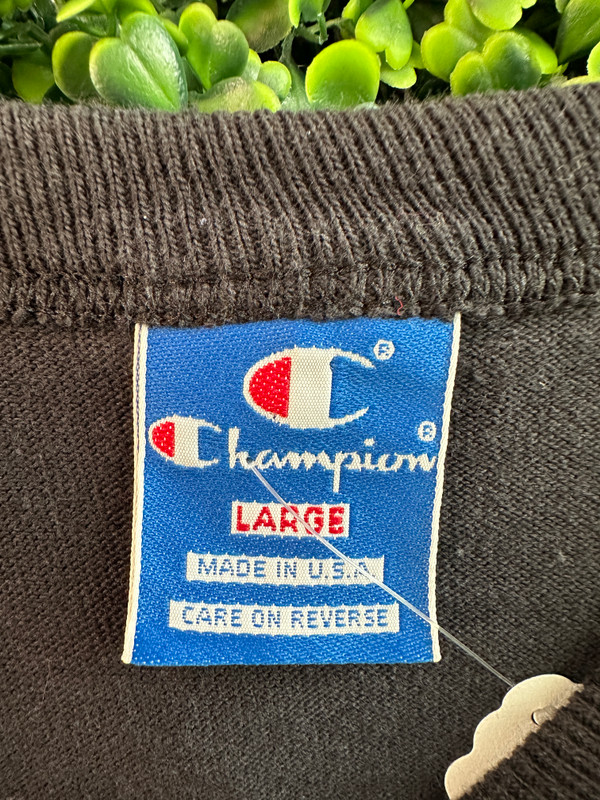 ®
Champion®
LARGE
MADE IN U.S.A
CARE ON REVERSE